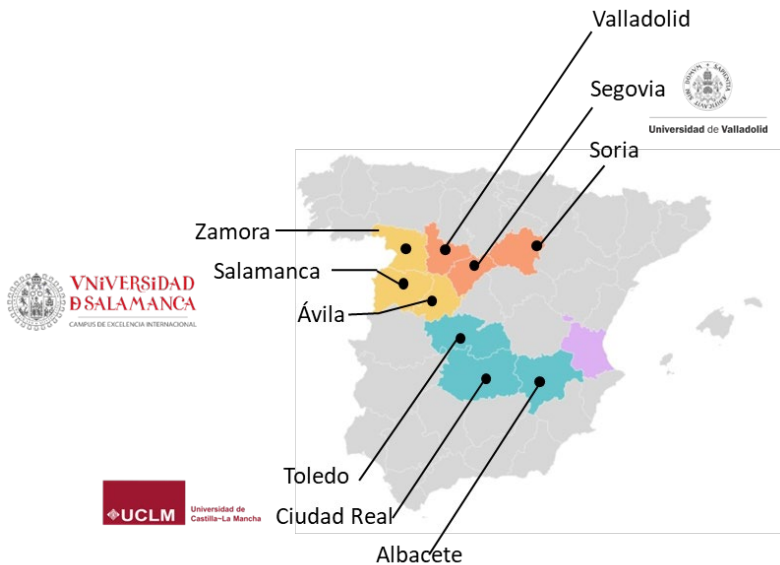 Valladolid
Segovia
Universidad de Valladolid
Soria
Zamora
Salamanca
VNiVERSiDAD
D SALAMANCA
CAMPUS DE EXCELENCIA INTERNACIONAL
Ávila
Toledo
UCLM
Universidad de
Castilla-La Mancha
Ciudad Real
Albacete